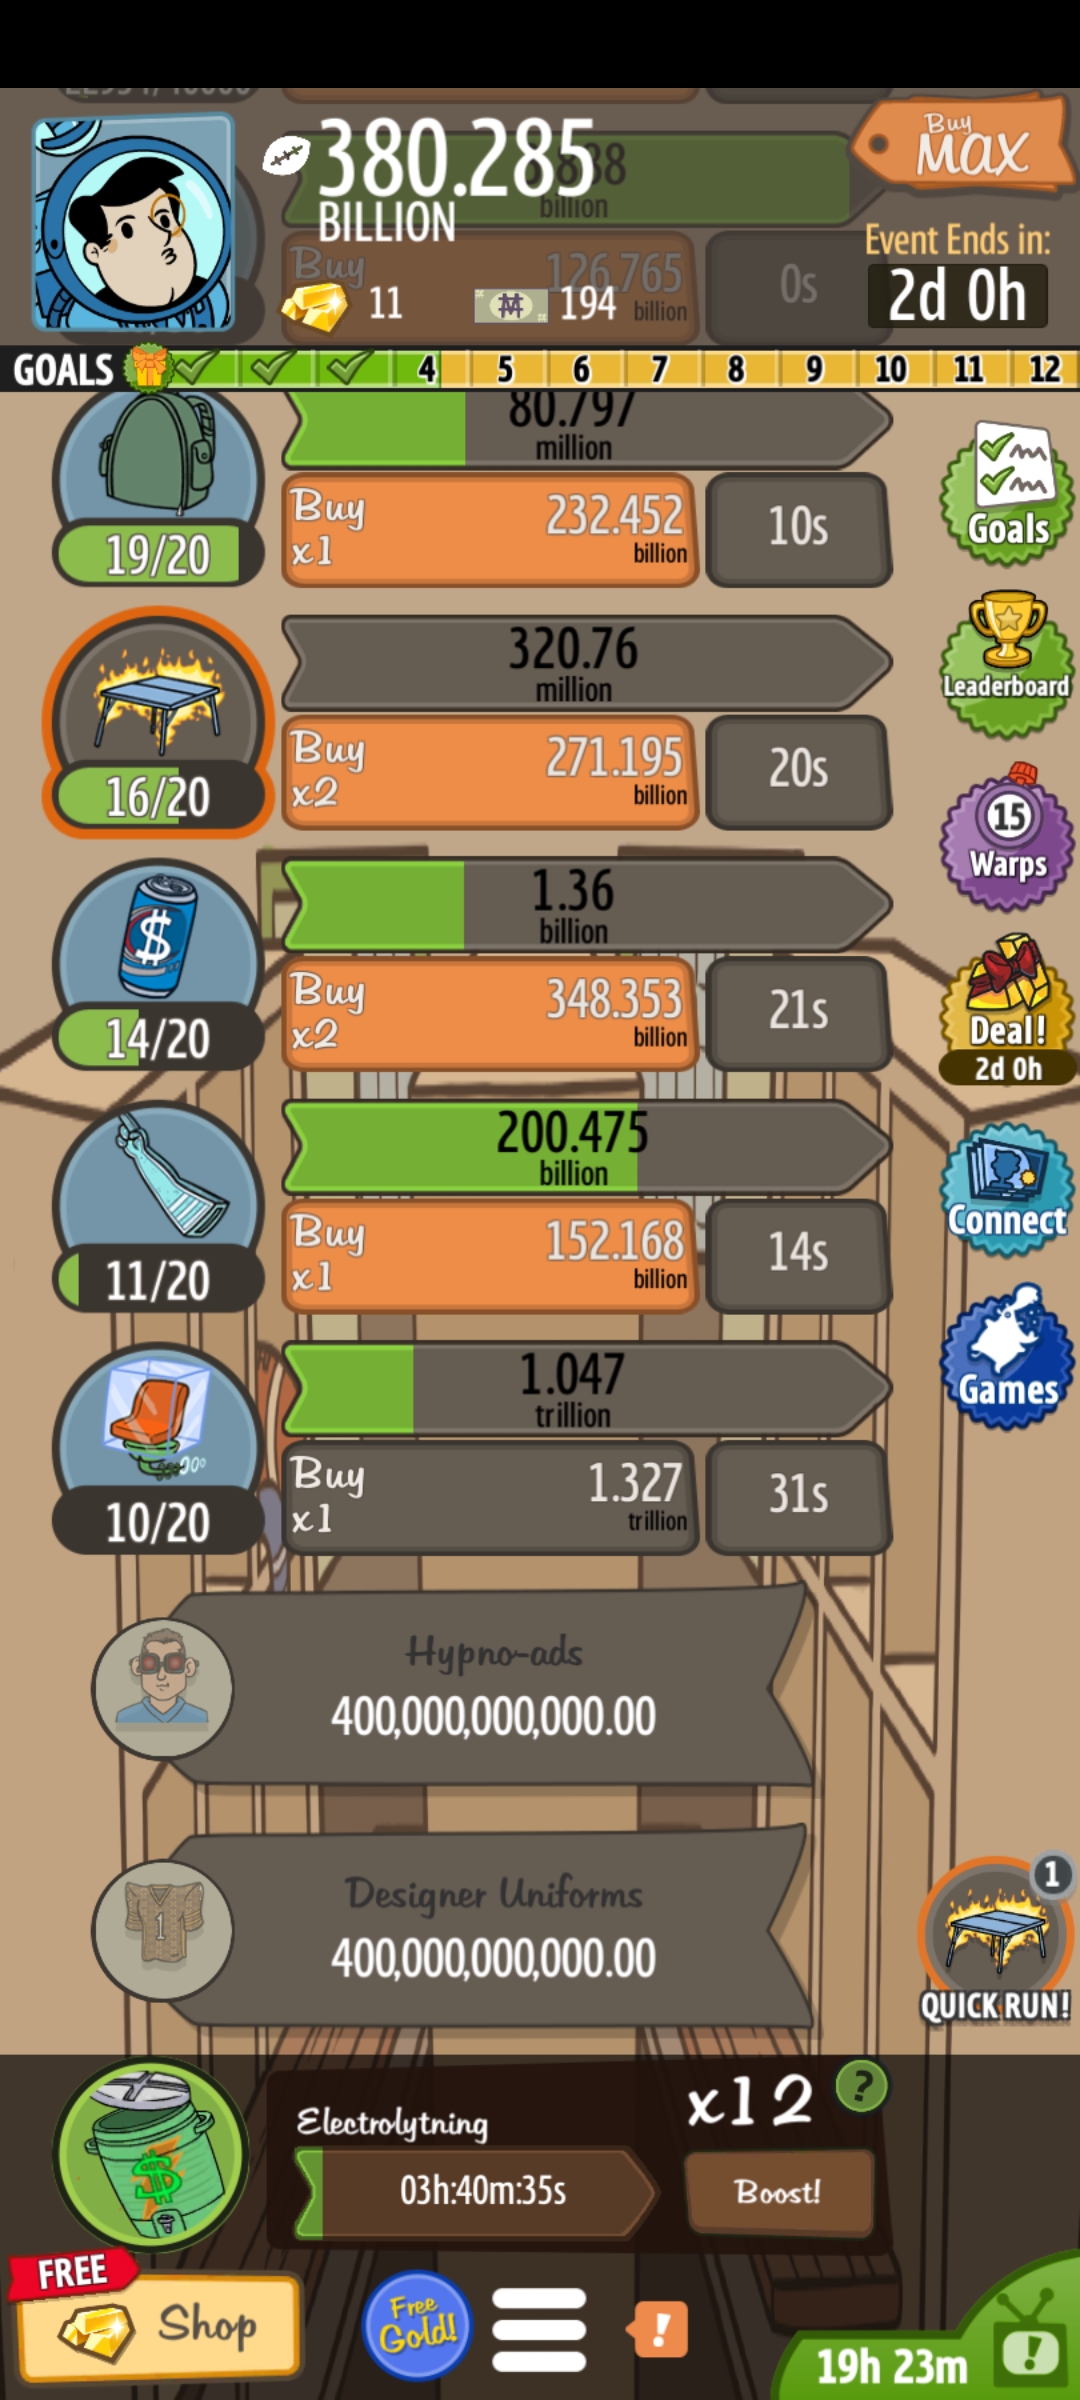 380.285
BILLION
838
billion
Buy
MAX
Event Ends in:
2d 0h
Buy
126.765
billion
0s
11
194
GOALS
4
5
6
7
8
9
10
11
12
80.797
million
19/20
Buy
x1
232.452
billion
10s
Goals
320.76
million
16/20
Buy
x2
271.195
billion
20s
Leaderboard
15
Warps
1.36
billion
14/20
Buy
x2
348.353
billion
21s
Deal!
2d 0h
200.475
billion
11/20
Buy
x1
152.168
billion
14s
Connect
1.047
trillion
10/20
Buy
x1
1.327
trillion
31s
Games
Hypno-ads
400,000,000,000.00
Designer Uniforms
400,000,000,000.00
1
1
QUICK RUN!
Electrolytning
x12
?
03h:40m:35s
Boost!
FREE
Shop
Free
Gold!
!
19h 23m
!